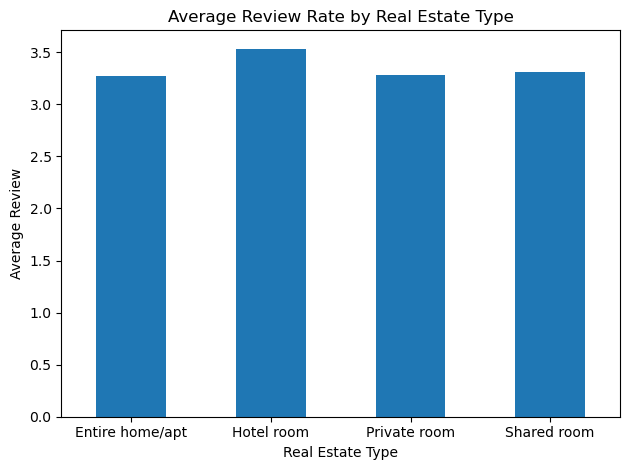 Average Review Rate by Real Estate Type
Average Review
3.5
3.0
2.5
2.0
1.5
1.0
0.5
0.0
Entire home/apt Hotel room Private room Shared room
Real Estate Type